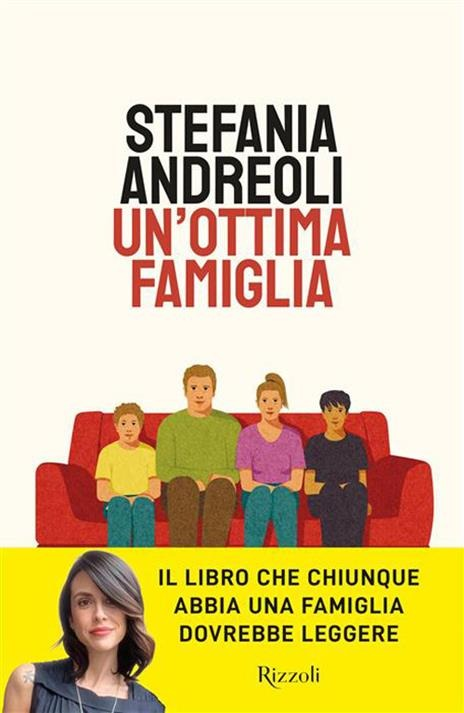 STEFANIA
ANDREOLI
UN'OTTIMA
FAMIGLIA
IL LIBRO CHE CHIUNQUE
ABBIA UNA FAMIGLIA
DOVREBBE LEGGERE
Rizzoli